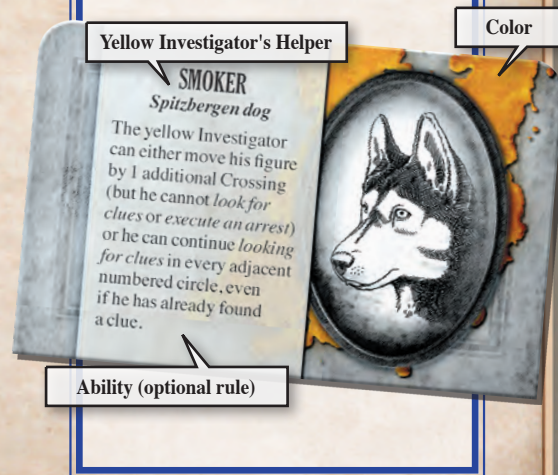 Color
Yellow Investigator's Helper
SMOKER
Spitzbergen dog
The yellow Investigator
can either move his figure
by 1 additional Crossing
(but he cannot look for
clues or execute an arrest)
or he can continue looking
for clues in every adjacent
numbered circle, even
if he has already found
a clue.
Ability (optional rule)